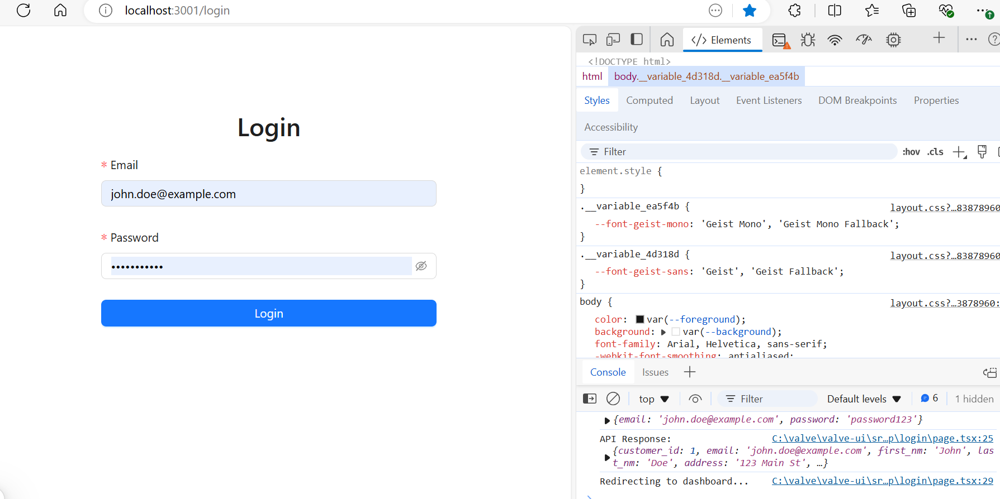 localhost:3001/login
Elements
<!DOCTYPE html>
html
body.__variable_4d318d.__variable_ea5f4b
Styles
Computed
Layout
Event Listeners
DOM Breakpoints
Properties
Accessibility
Filter
:hov
.cls
element.style {
}
.__variable_ea5f4b {
layout.css?…83878960
--font-geist-mono: 'Geist Mono', 'Geist Mono Fallback';
}
.__variable_4d318d {
layout.css?…83878960
--font-geist-sans: 'Geist', 'Geist Fallback';
}
body {
layout.css?…3878960:
color: var(--foreground);
background: var(--background);
font-family: Arial, Helvetica, sans-serif;
-webkit-font-smoothing: antialiased;
Login
* Email
john.doe@example.com
* Password
•••••••••••
Login
Console
Issues
top
Filter
Default levels
6
1 hidden
{email: 'john.doe@example.com', password: 'password123'}
API Response:
C:\valve\valve-ui\sr…p\login\page.tsx:25
{customer_id: 1, email: 'john.doe@example.com', first_nm: 'John', las
t_nm: 'Doe', address: '123 Main St', …}
Redirecting to dashboard...
C:\valve\valve-ui\sr…p\login\page.tsx:29